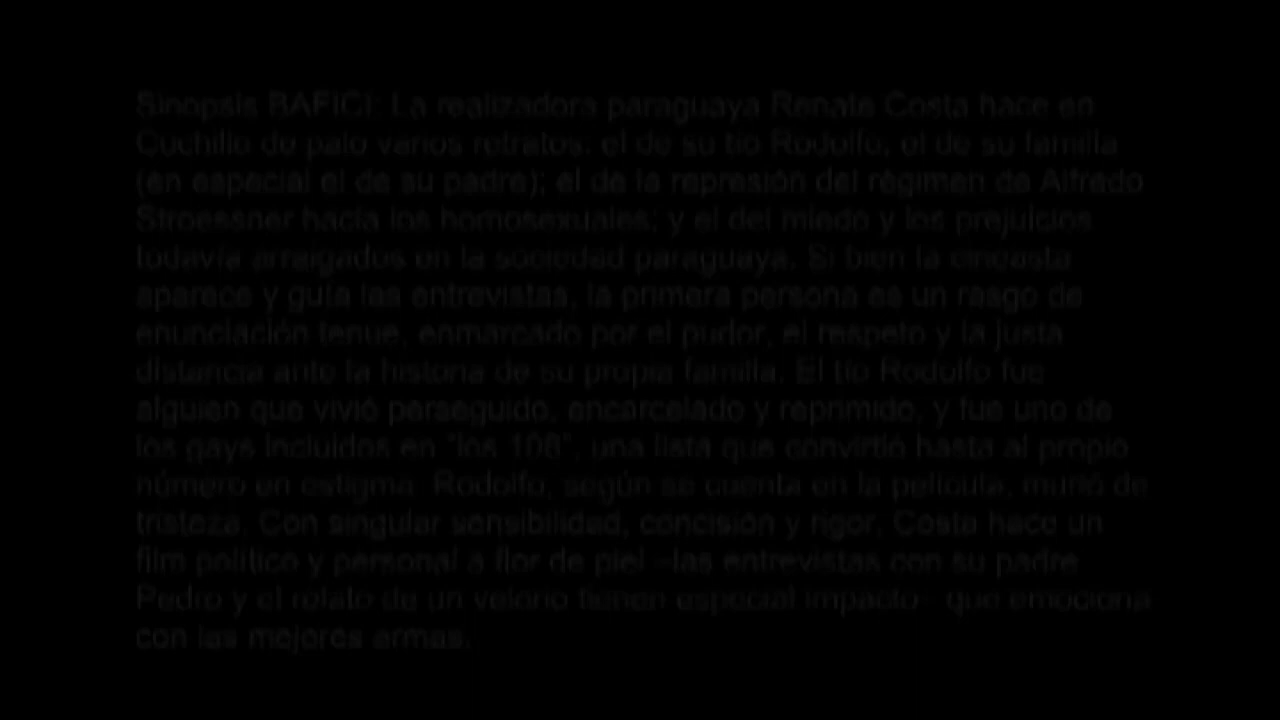 Sinopsis BAFICI: La realizadora paraguaya Renate Costa hace en
Cuchillo de palo varios retratos: el de su tío Rodolfo, el de su familia
(en especial el de su padre); el de la represión del régimen de Alfredo
Stroessner hacia los homosexuales; y el del miedo y los prejuicios
todavía arraigados en la sociedad paraguaya. Si bien la cineasta
aparece y guía las entrevistas, la primera persona es un rasgo de
enunciación tenue, enmarcado por el pudor, el respeto y la justa
distancia ante la historia de su propia familia. El tío Rodolfo fue
alguien que vivió perseguido, encarcelado y reprimido, y fue uno de
los gays incluidos en "los 108", una lista que convirtió hasta al propio
número en estigma. Rodolfo, según se cuenta en la película, murió de
tristeza. Con singular sensibilidad, concisión y rigor, Costa hace un
film político y personal a flor de piel –las entrevistas con su padre
Pedro y el relato de un velorio tienen especial impacto– que emociona
con las mejores armas.